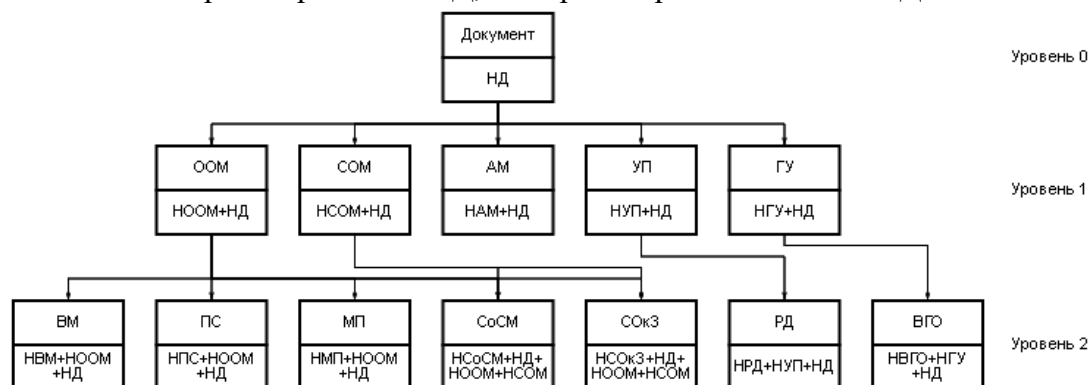 Документ
Уровень 0
НД
ООМ
СОМ
АМ
УП
ГУ
Уровень 1
НООМ+НД
НСОМ+НД
НАМ+НД
НУП+НД
НГУ+НД
ВМ
ПС
МП
СоСМ
СОкЗ
РД
ВГО
Уровень 2
НВМ+НООМ
+НД
НПС+НООМ
+НД
НМП+НООМ
+НД
НСоСМ+НД+
НООМ+НСОМ
НСОкЗ+НД+
НООМ+НСОМ
НРД+НУП+НД
НВГО+НГУ
+НД